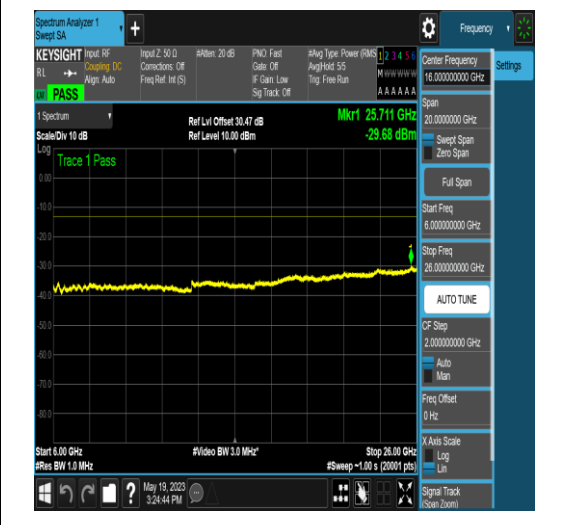 Spectrum Analyzer 1
Swept SA
Frequency
KEYSIGHT Input: RF Input Z: 50 Ω #Atten: 20 dB PNO: Fast #Avg Type: Power (RMS 1 2 3 4 5 6
RL Coupling: DC Corrections: Off Gate: Off Avg|Hold: 5/5 M W W W W W
Align: Auto Freq Ref: Int (S) IF Gain: Low Trig: Free Run
Sig Track: Off A A A A A A
PASS
1 Spectrum
Scale/Div 10 dB
Ref Lvl Offset 30.47 dB
Ref Level 10.00 dBm
Mkr1 25.711 GHz
-29.68 dBm
Log
Trace 1 Pass
0.00
-10.0
-20.0
-30.0
-40.0
-50.0
-60.0
-70.0
-80.0
1
Start 6.00 GHz #Video BW 3.0 MHz* Stop 26.00 GHz
#Res BW 1.0 MHz #Sweep ~1.00 s (20001 pts)
May 19, 2023
3:24:44 PM
Center Frequency
16.000000000 GHz
Settings
Span
20.0000000 GHz
Swept Span
Zero Span
Full Span
Start Freq
6.000000000 GHz
Stop Freq
26.000000000 GHz
AUTO TUNE
CF Step
2.000000000 GHz
Auto
Man
Freq Offset
0 Hz
X Axis Scale
Log
Lin
Signal Track
(Span Zoom)